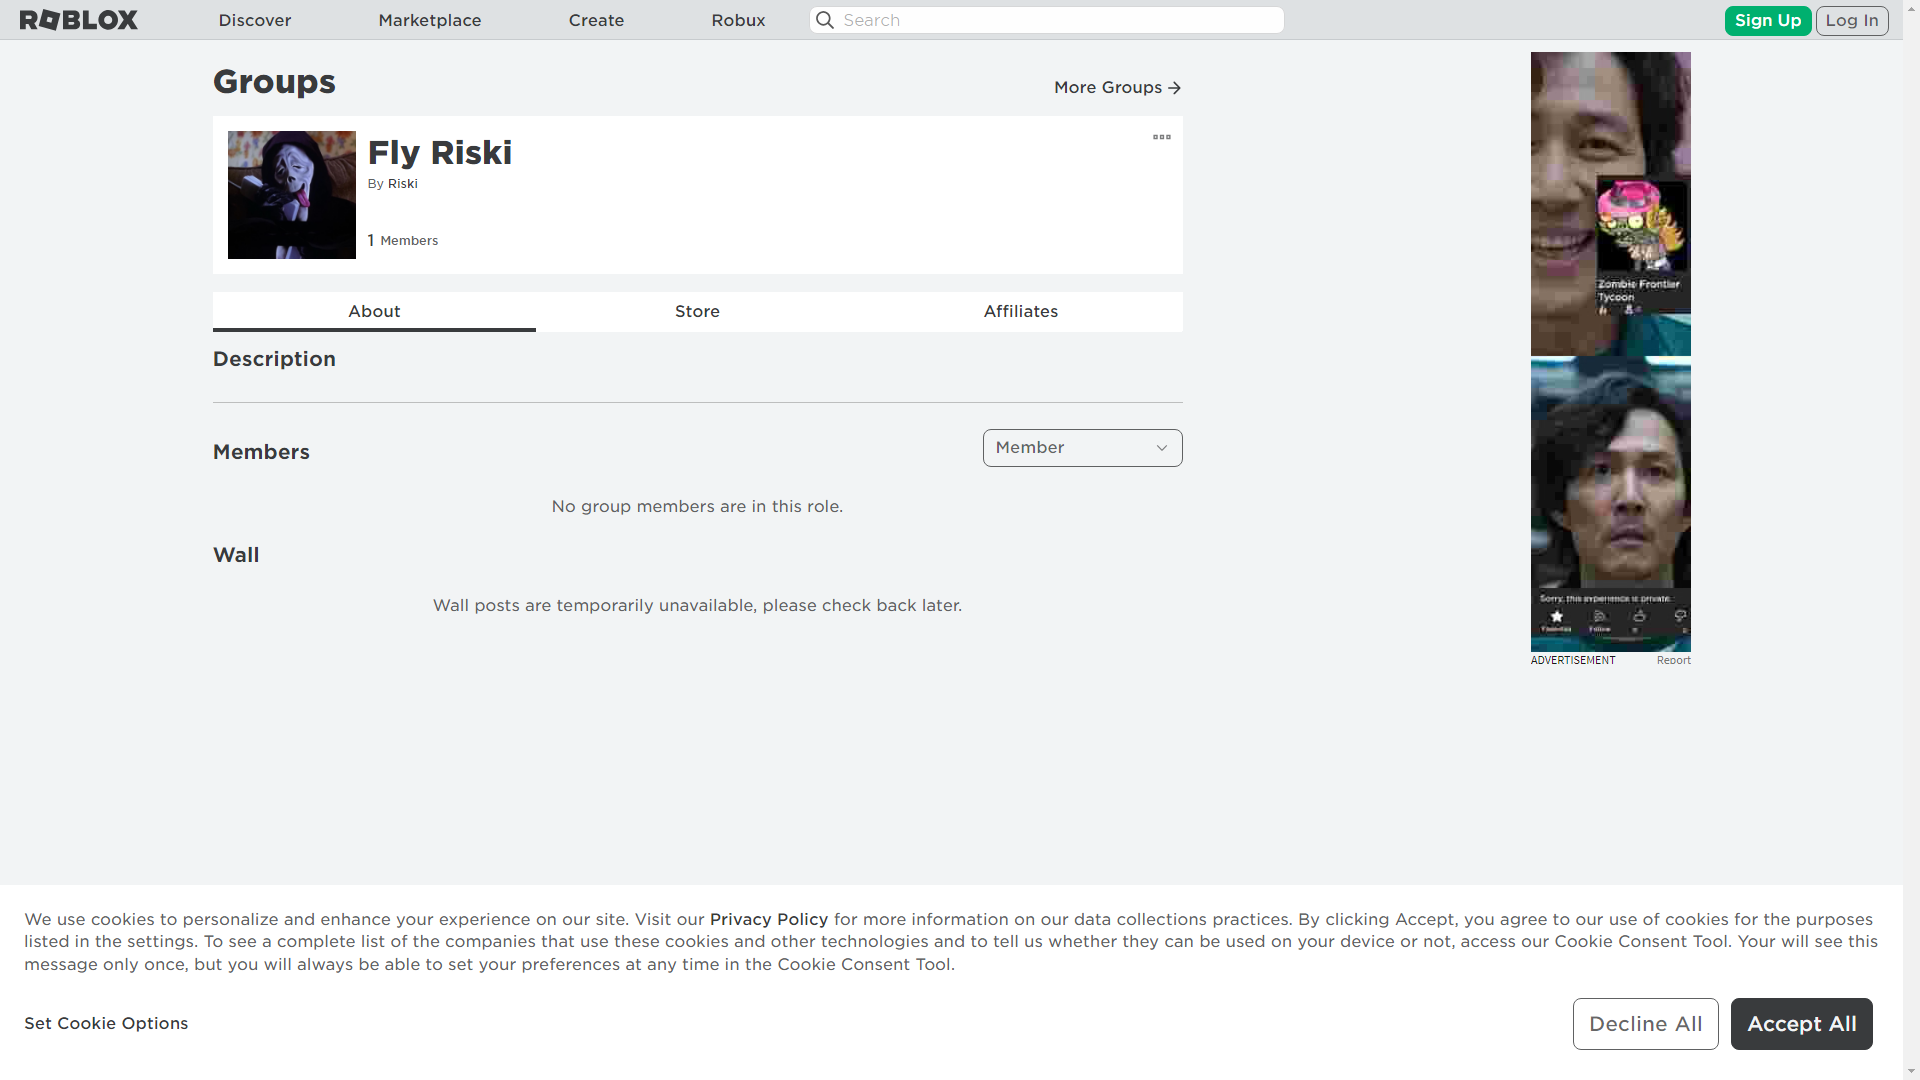 ROBLOX Discover Marketplace Create Robux Search Sign Up Log In
Groups
More Groups
Fly Riski
By Riski
1 Members
About Store Affiliates
Description
Members
Member
No group members are in this role.
Wall
Wall posts are temporarily unavailable, please check back later.
Zombie Frontier
Tycoon
Sorry, this experience is private.
Favorites Follow
ADVERTISEMENT Report
We use cookies to personalize and enhance your experience on our site. Visit our Privacy Policy for more information on our data collections practices. By clicking Accept, you agree to our use of cookies for the purposes
listed in the settings. To see a complete list of the companies that use these cookies and other technologies and to tell us whether they can be used on your device or not, access our Cookie Consent Tool. Your will see this
message only once, but you will always be able to set your preferences at any time in the Cookie Consent Tool.
Set Cookie Options
Decline All
Accept All